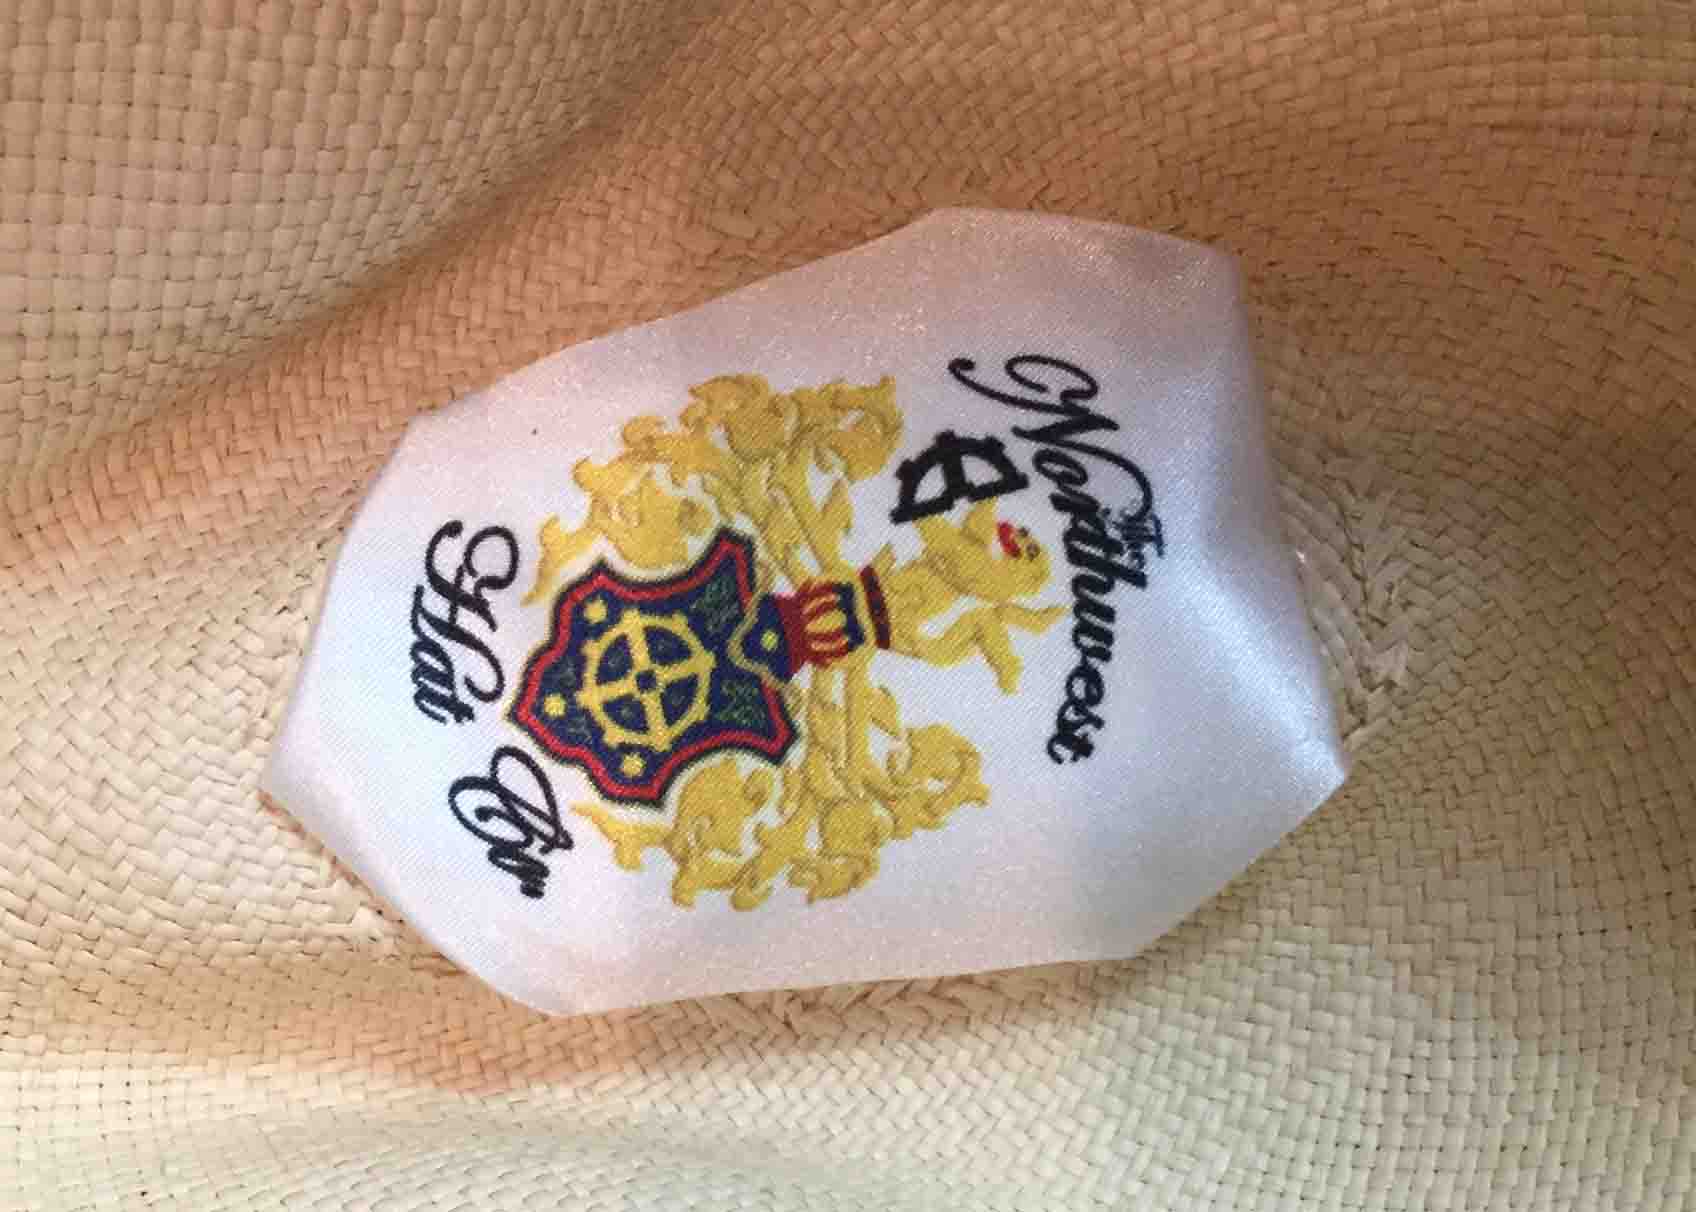 The
Northwest
Hat Co